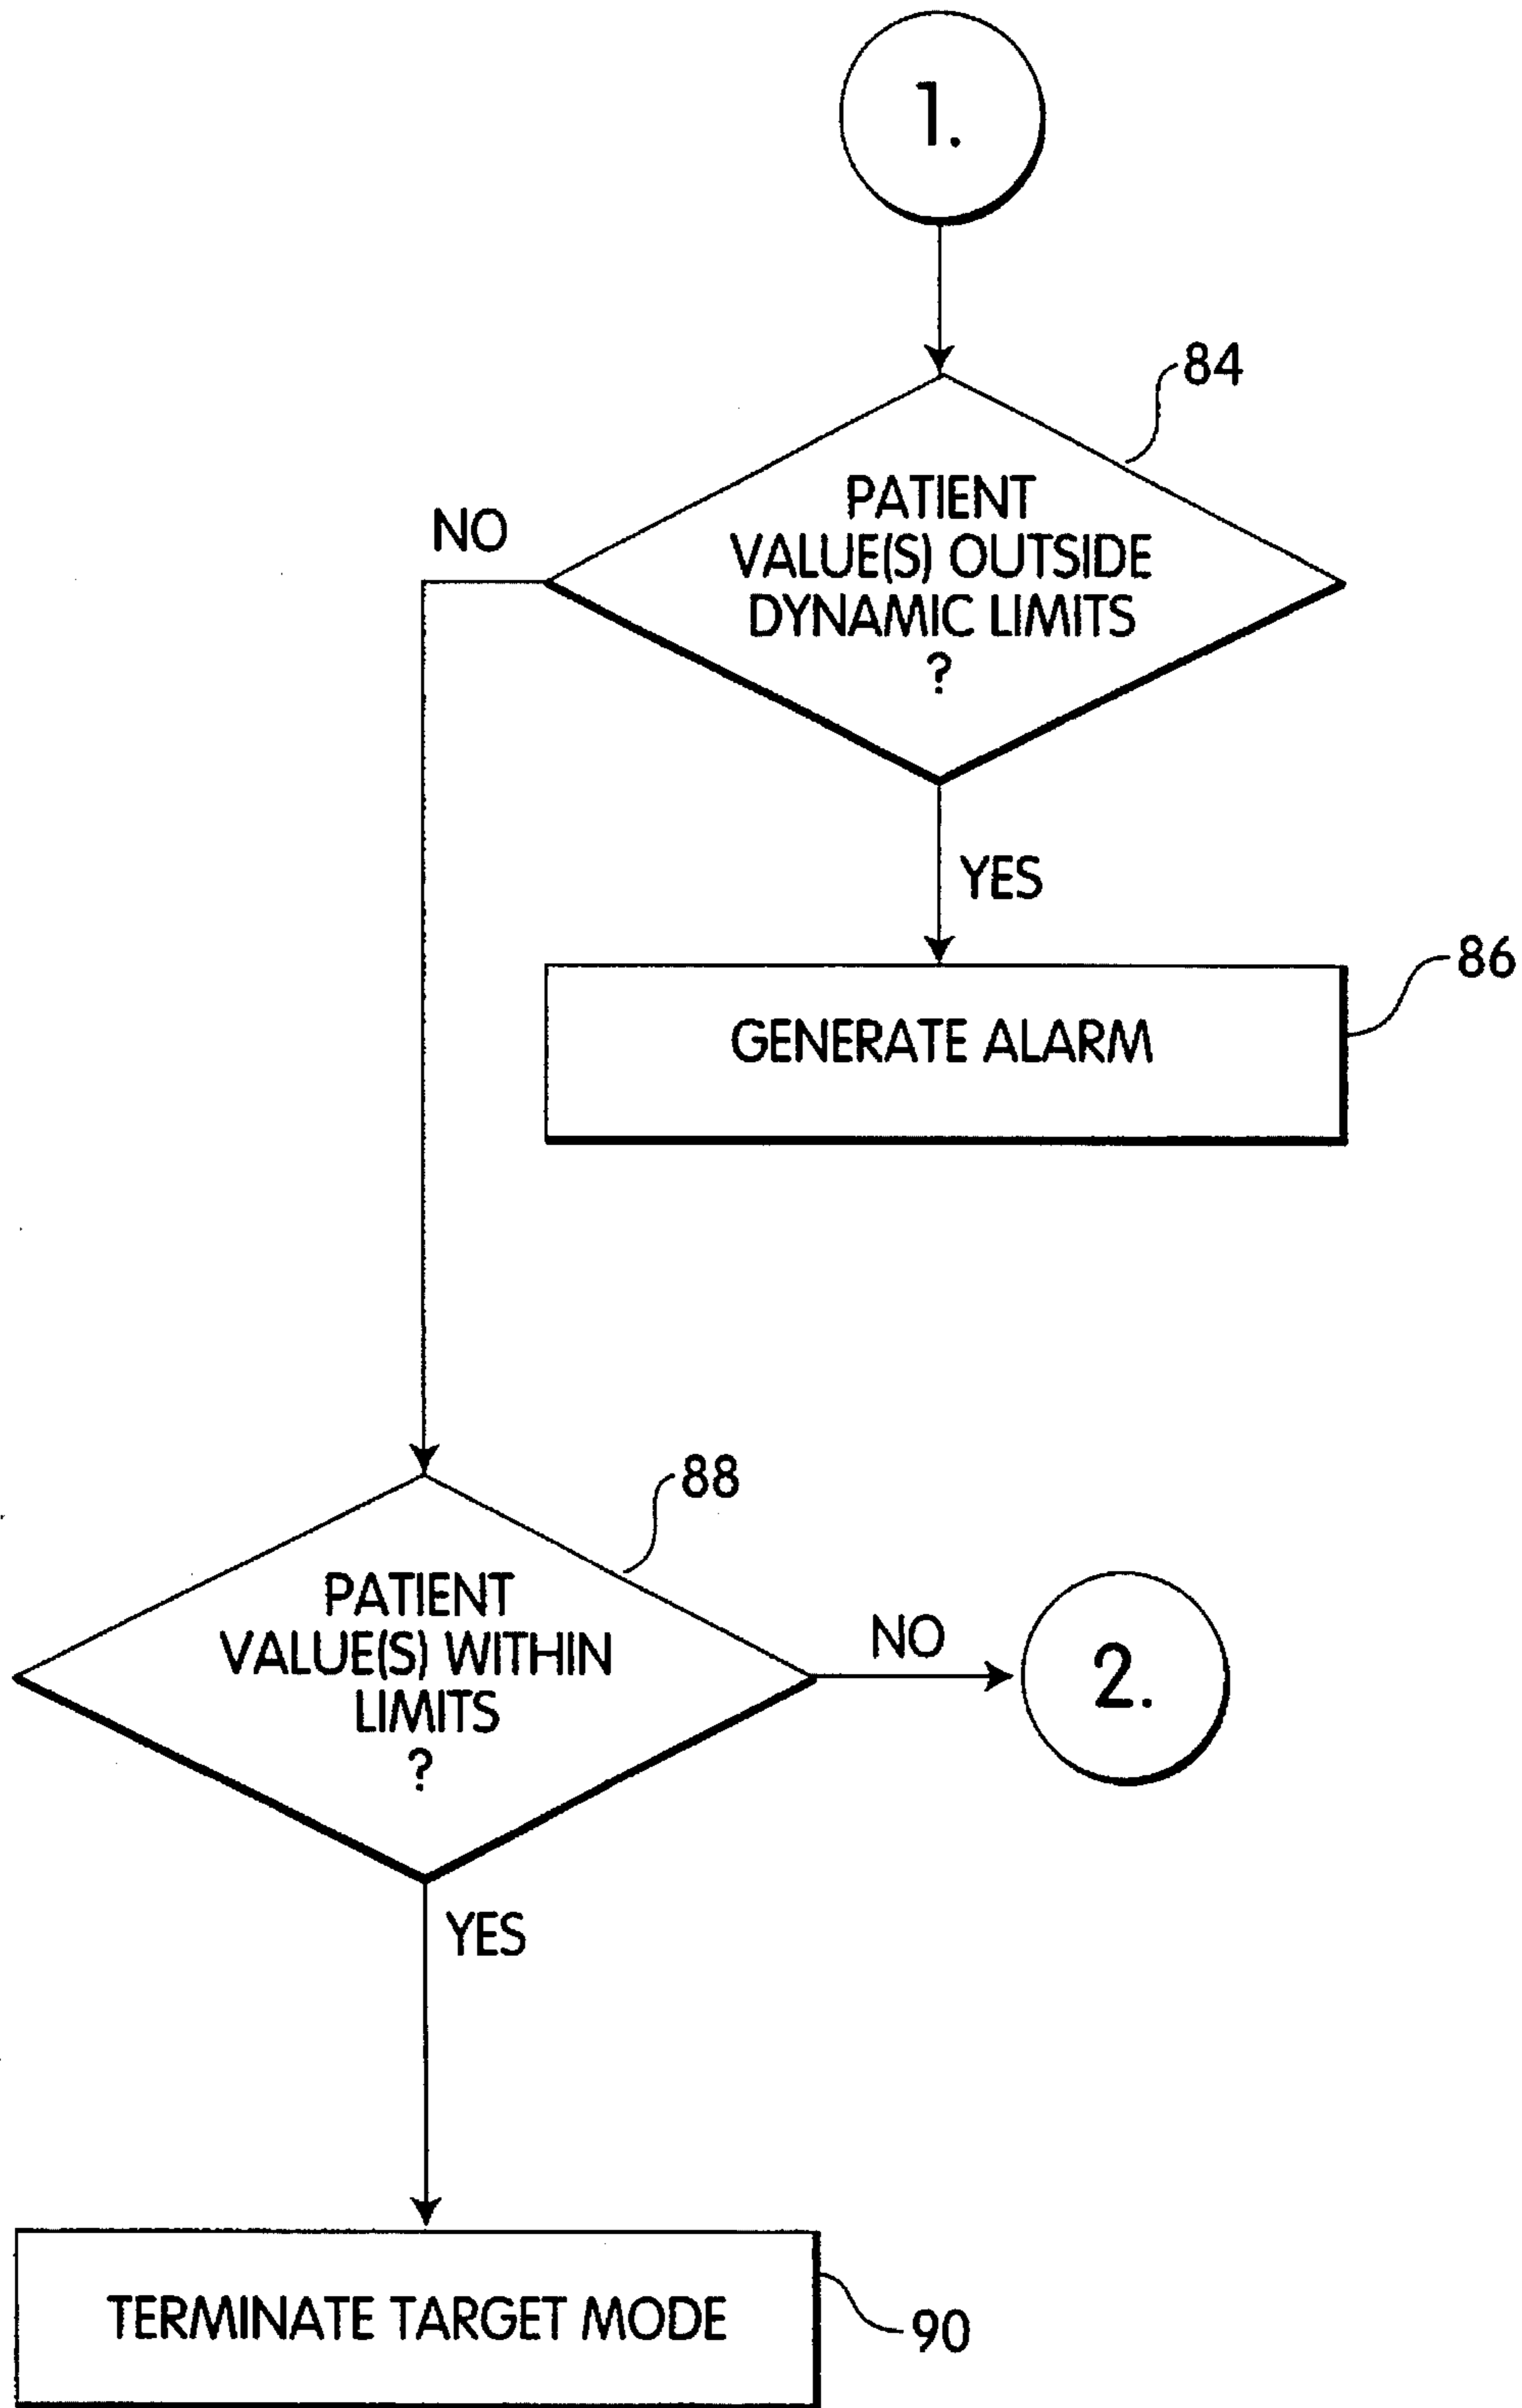 1.
84
PATIENT
VALUE(S) OUTSIDE
DYNAMIC LIMITS
?
NO
YES
86
GENERATE ALARM
88
PATIENT
VALUE(S) WITHIN
LIMITS
?
NO
2.
YES
TERMINATE TARGET MODE
90